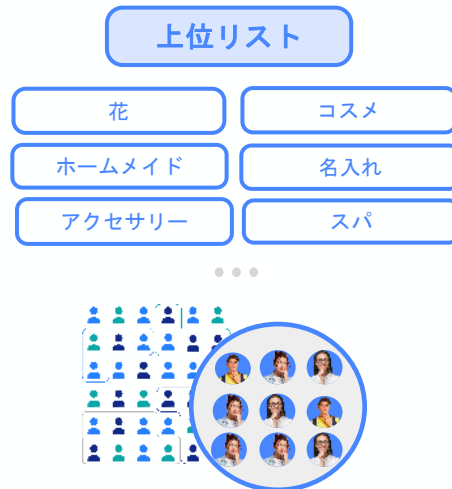 上位リスト
花
コスメ
ホームメイド
名入れ
アクセサリー
スパ